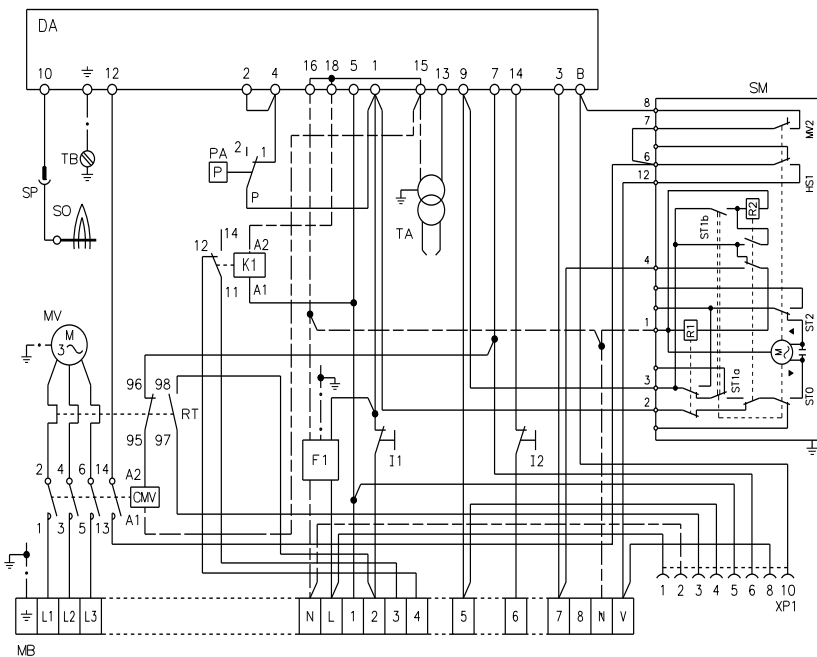 DA
10 12 2 4 16 18 5 1 15 13 9 7 14 3 B
SM
8
7
MV2
6
HS1
12
TB
PA 2 1
P
P
SP
SO
TA
R2
ST1b
14
12
A2
K1
A1
11
4
MV
M
3
ST2
1
R1
M
96 98
RT
95 97
3
ST1a
ST0
2
I1
I2
F1
2 4 6 14 A2
CMV
1 3 5 13 A1
1 2 3 4 5 6 8 10
XP1
L1 L2 L3 N L 1 2 3 4 5 6 7 8 N V
MB